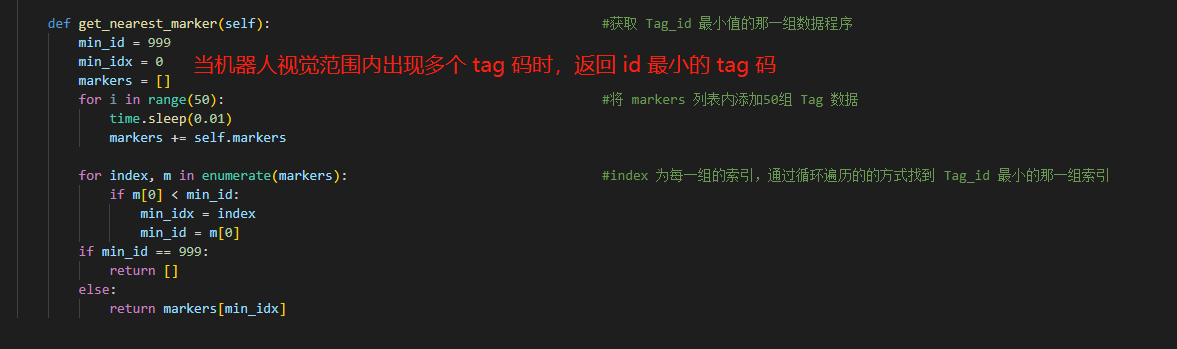 def get_nearest_marker(self): #获取 Tag_id 最小值的那一组数据程序
min_id = 999
min_idx = 0
当机器人视觉范围内出现多个 tag 码时，返回 id 最小的 tag 码
markers = []
for i in range(50): #将 markers 列表内添加50组 Tag 数据
time.sleep(0.01)
markers += self.markers
for index, m in enumerate(markers): #index 为每一组的索引，通过循环遍历的的方式找到 Tag_id 最小的那一组索引
if m[0] < min_id:
min_idx = index
min_id = m[0]
if min_id == 999:
return []
else:
return markers[min_idx]